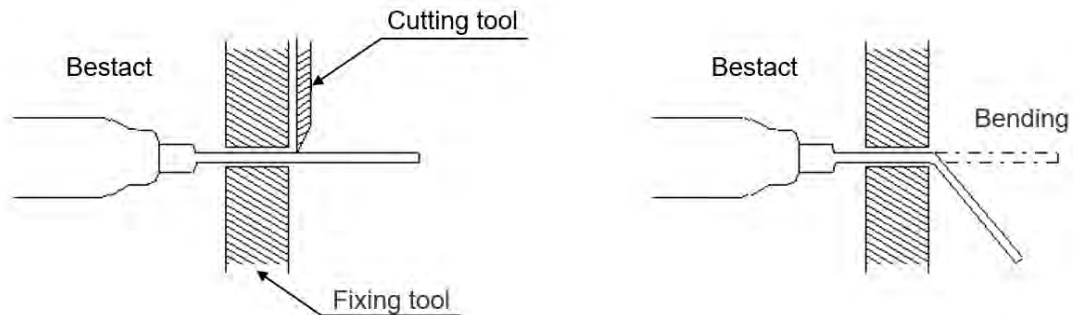 Cutting tool
Bestact
Bestact
Bending
Fixing tool